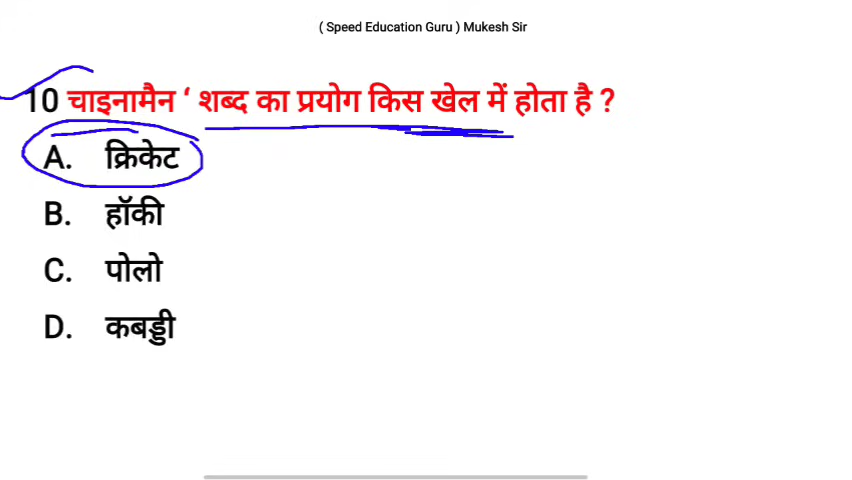 ( Speed Education Guru ) Mukesh Sir
10 चाइनामैन ‘ शब्द का प्रयोग किस खेल में होता है ?
A. क्रिकेट
B. हॉकी
C. पोलो
D. कबड्डी